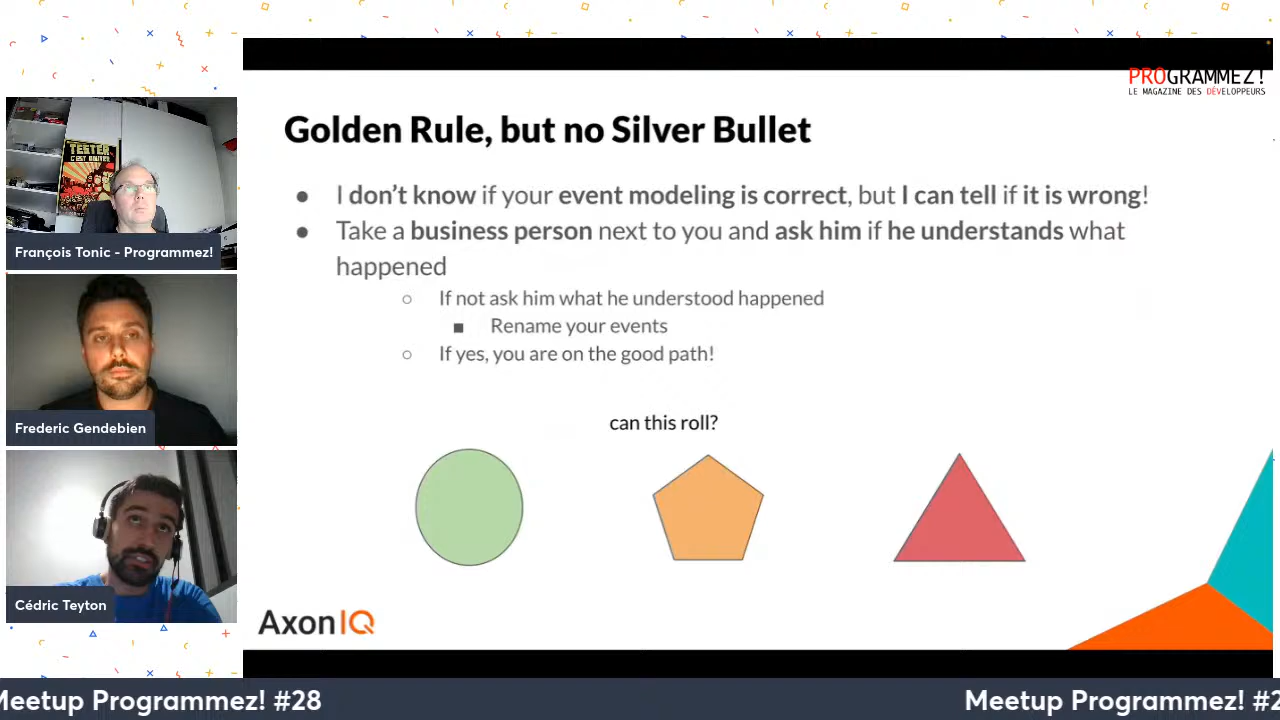 PROGRAMMEZ!
LE MAGAZINE DES DÉVELOPPEURS
TESTER
C'EST DOUTER
François Tonic - Programmez!
Frederic Gendebien
Cédric Teyton
Golden Rule, but no Silver Bullet
● I don't know if your event modeling is correct, but I can tell if it is wrong!
● Take a business person next to you and ask him if he understands what
happened
○ If not ask him what he understood happened
■ Rename your events
○ If yes, you are on the good path!
can this roll?
AxonIQ
Meetup Programmez! #28
Meetup Programmez! #2